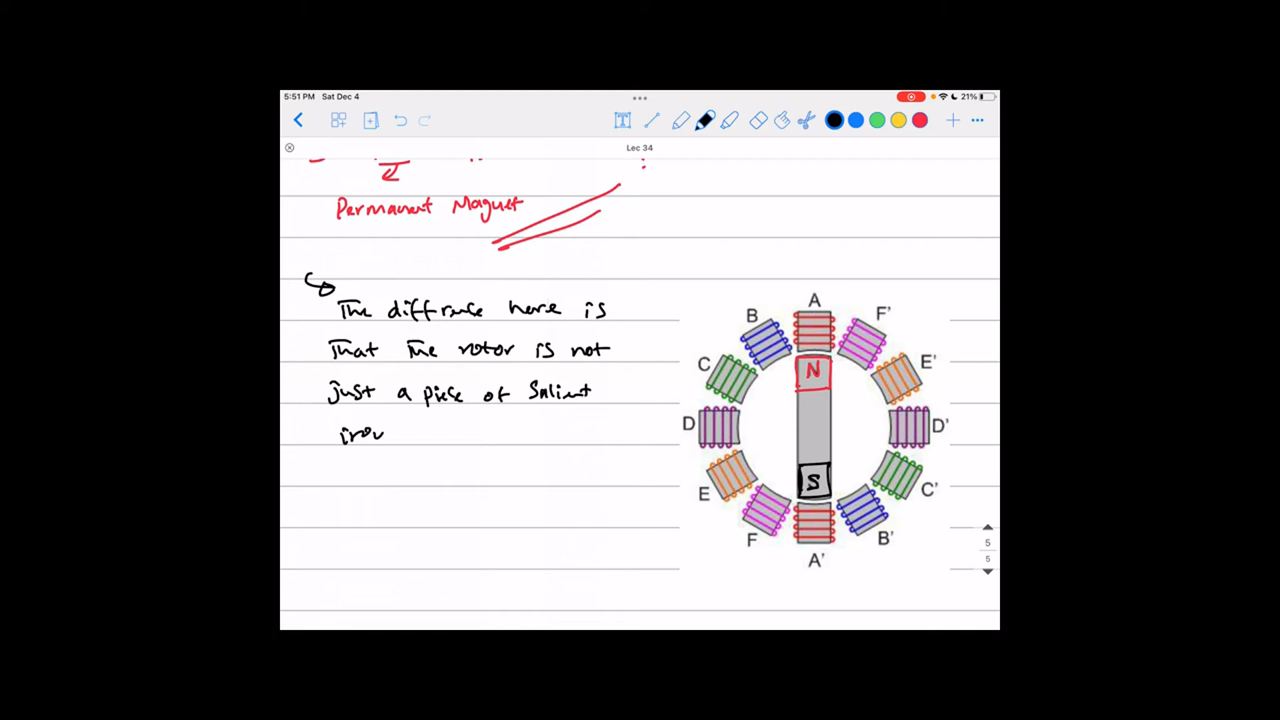 5:51 PM Sat Dec 4
21%
Lec 34
Permanent Magnet
The diffrnce here is
That The rotor is not
just a piece of Salient
iron
A
B
F'
C
E'
N
D
D'
E
S
C'
F
B'
A'
5
5